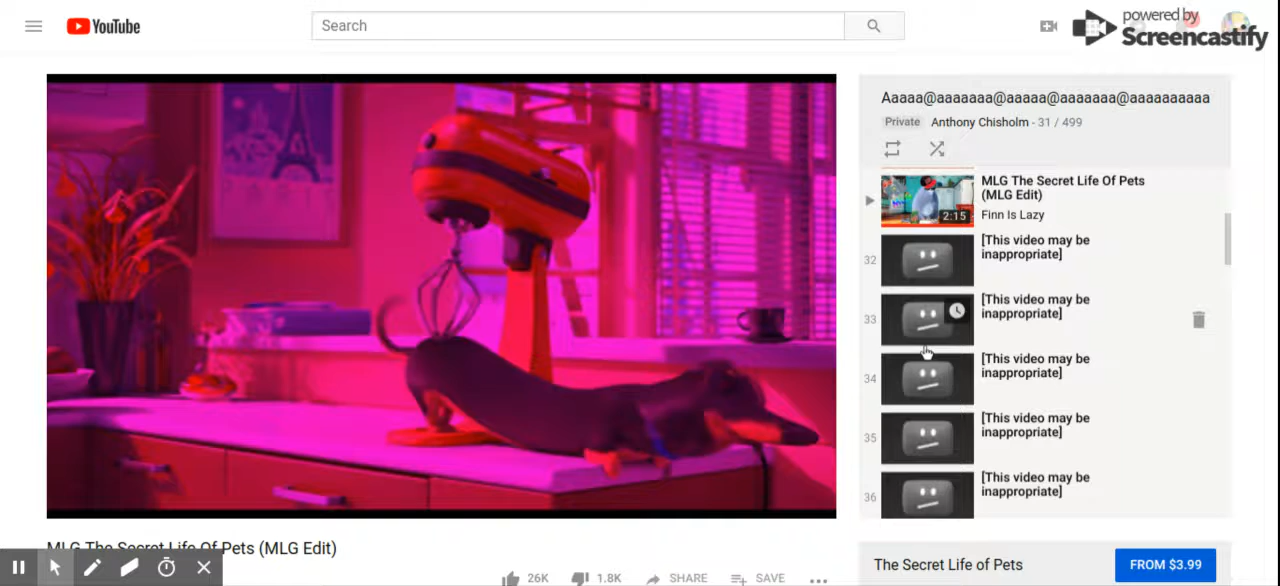 YouTube
Search
powered by
Screencastify
Aaaaa@aaaaaaa@aaaaa@aaaaaaa@aaaaaaaaaa
Private Anthony Chisholm - 31 / 499
MLG The Secret Life Of Pets
(MLG Edit)
2:15
Finn Is Lazy
32
[This video may be
inappropriate]
33
[This video may be
inappropriate]
34
[This video may be
inappropriate]
35
[This video may be
inappropriate]
36
[This video may be
inappropriate]
MLG The Secret Life Of Pets (MLG Edit)
26K 1.8K SHARE SAVE
The Secret Life of Pets
FROM $3.99